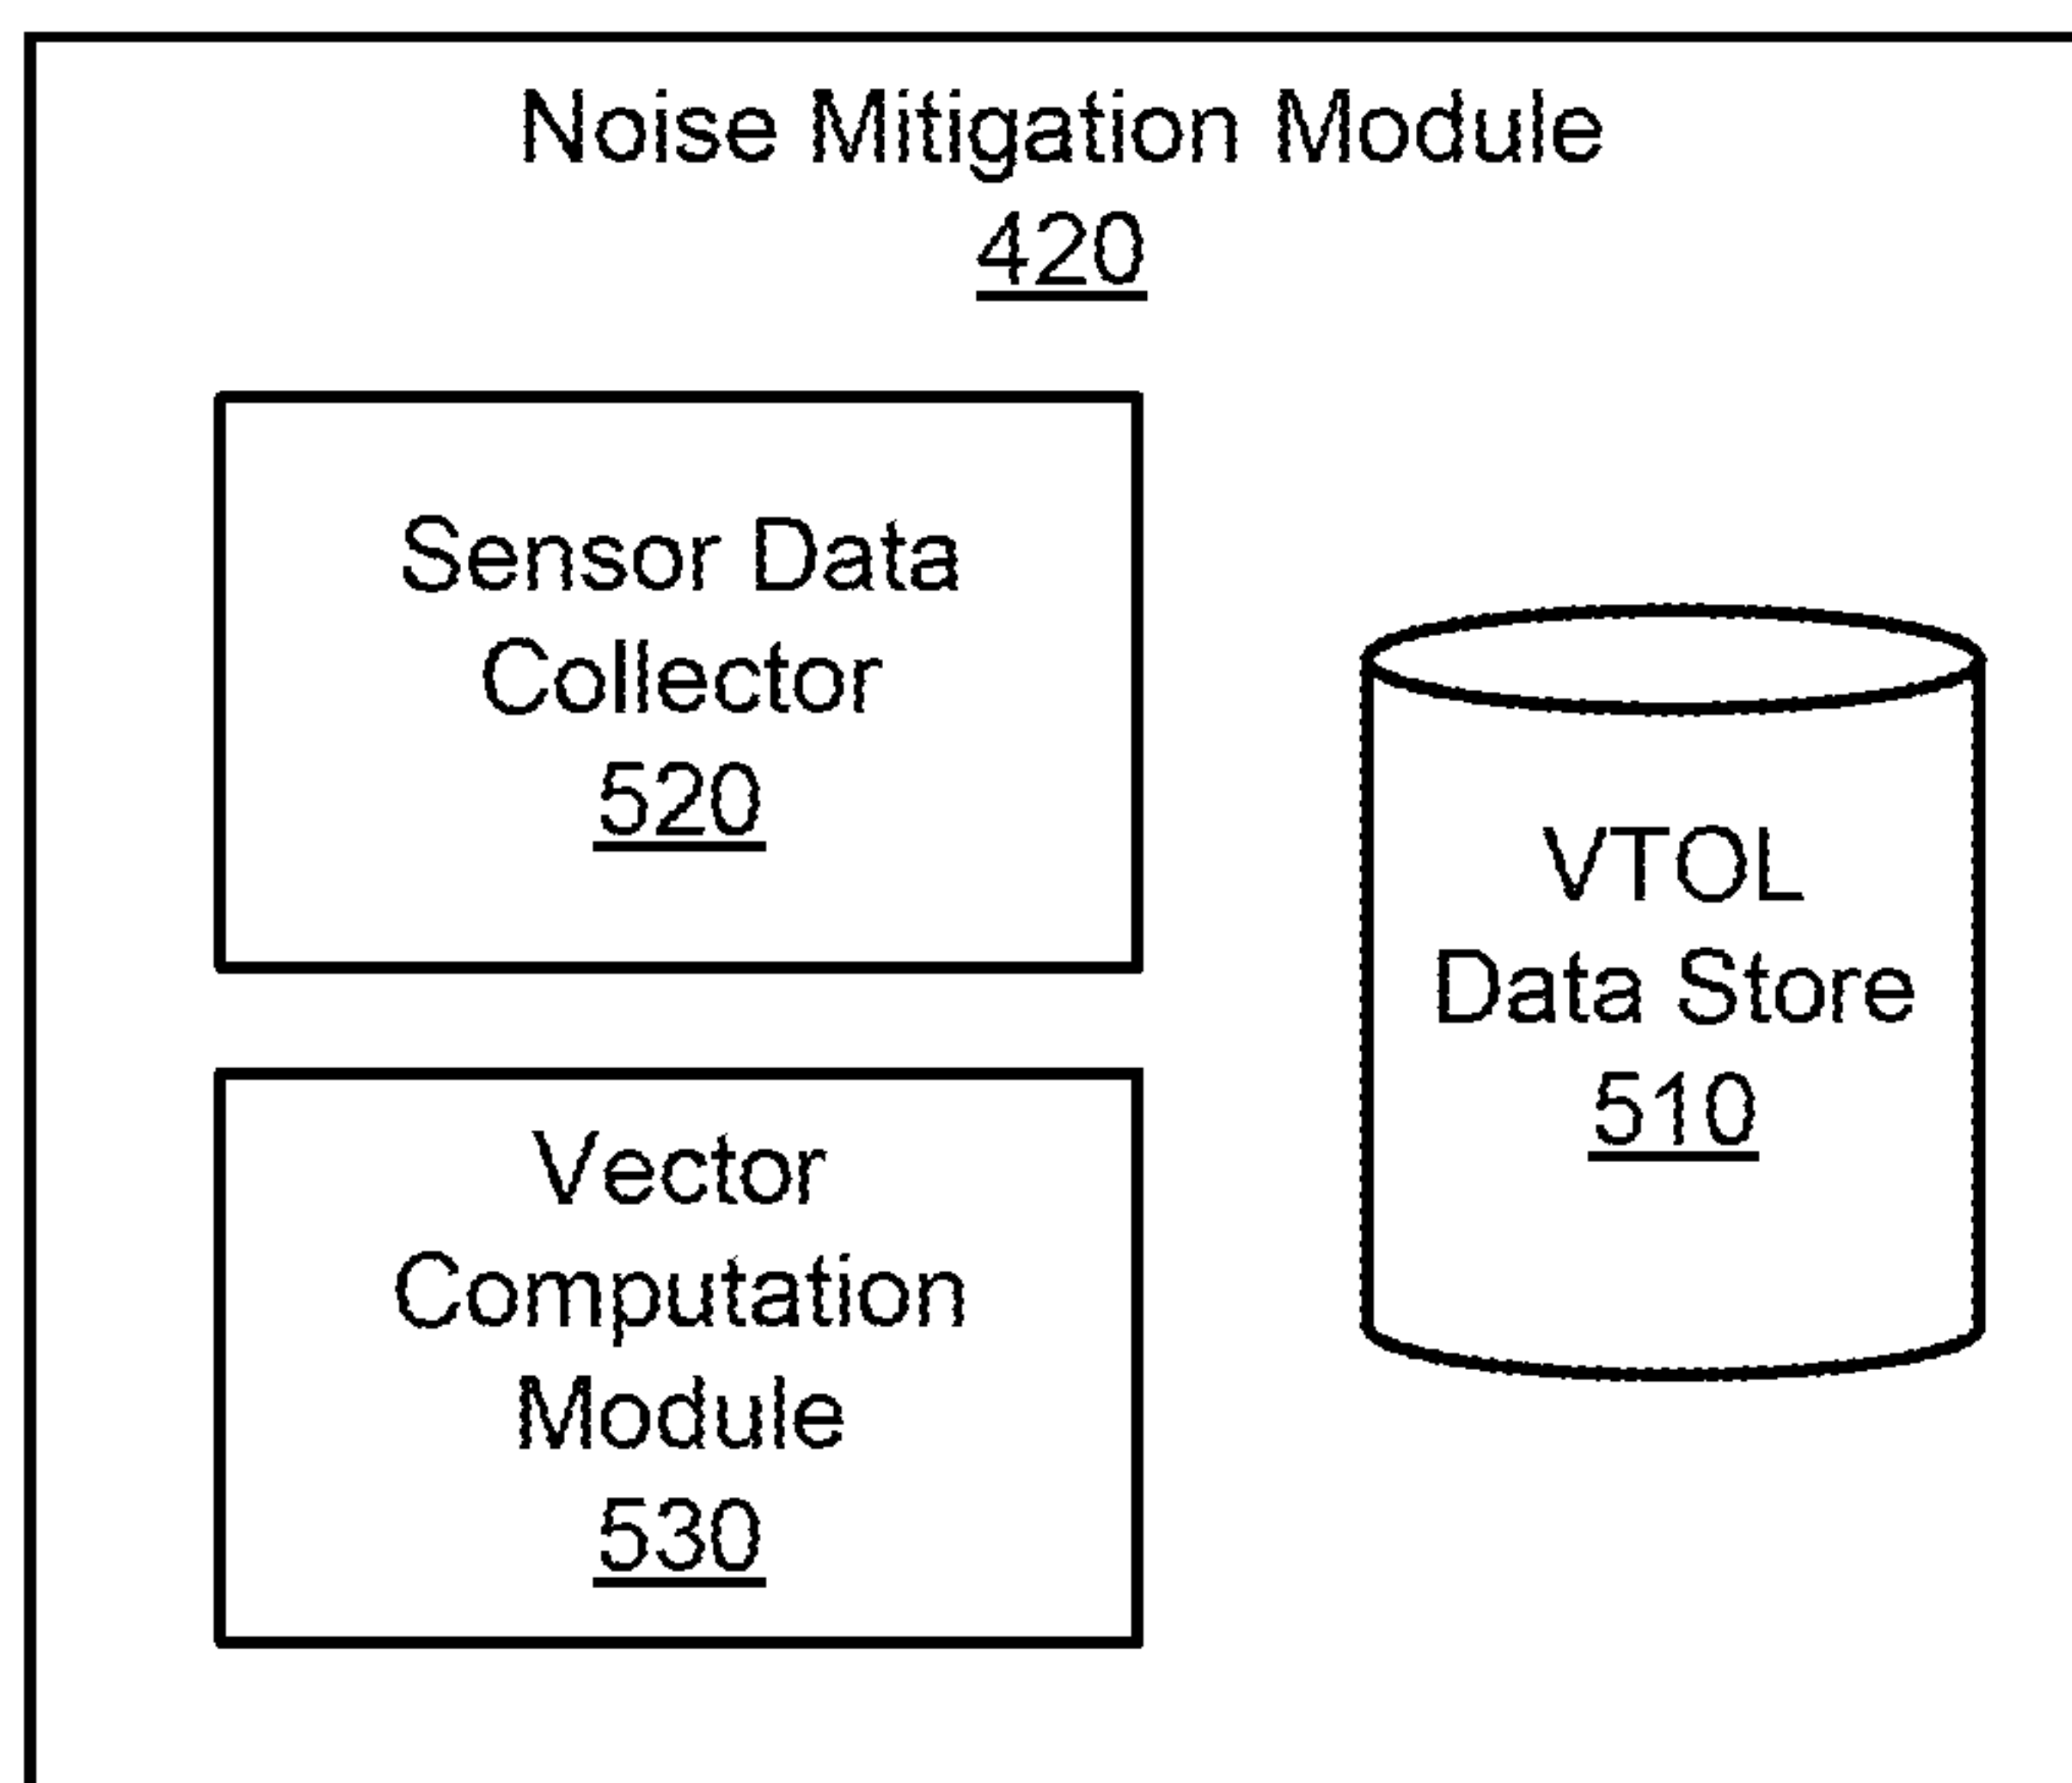 Noise Mitigation Module
420
Sensor Data
Collector
520
Vector
Computation
Module
530
VTOL
Data Store
510